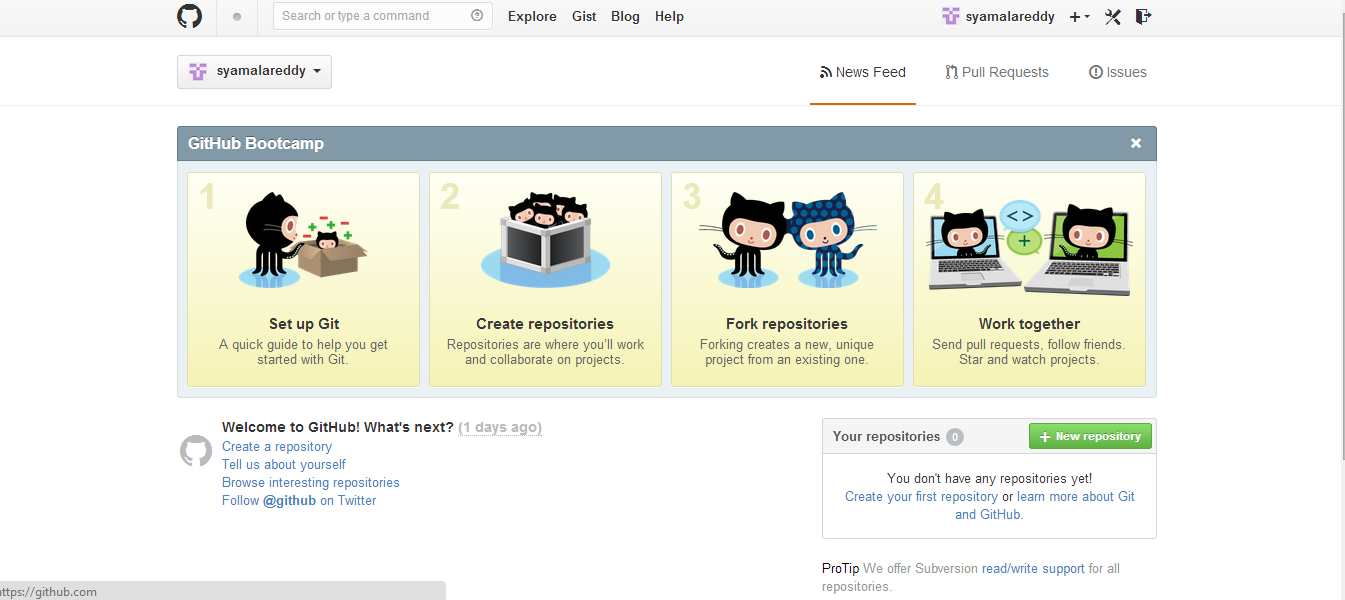 Search or type a command
Explore Gist Blog Help
syamalareddy
syamalareddy
News Feed Pull Requests Issues
GitHub Bootcamp
1
Set up Git
A quick guide to help you get
started with Git.
2
Create repositories
Repositories are where you'll work
and collaborate on projects.
3
Fork repositories
Forking creates a new, unique
project from an existing one.
4
Work together
Send pull requests, follow friends.
Star and watch projects.
Welcome to GitHub! What's next? (1 days ago)
Create a repository
Tell us about yourself
Browse interesting repositories
Follow @github on Twitter
Your repositories 0 + New repository
You don't have any repositories yet!
Create your first repository or learn more about Git
and GitHub.
ProTip We offer Subversion read/write support for all
repositories.
ttps://github.com